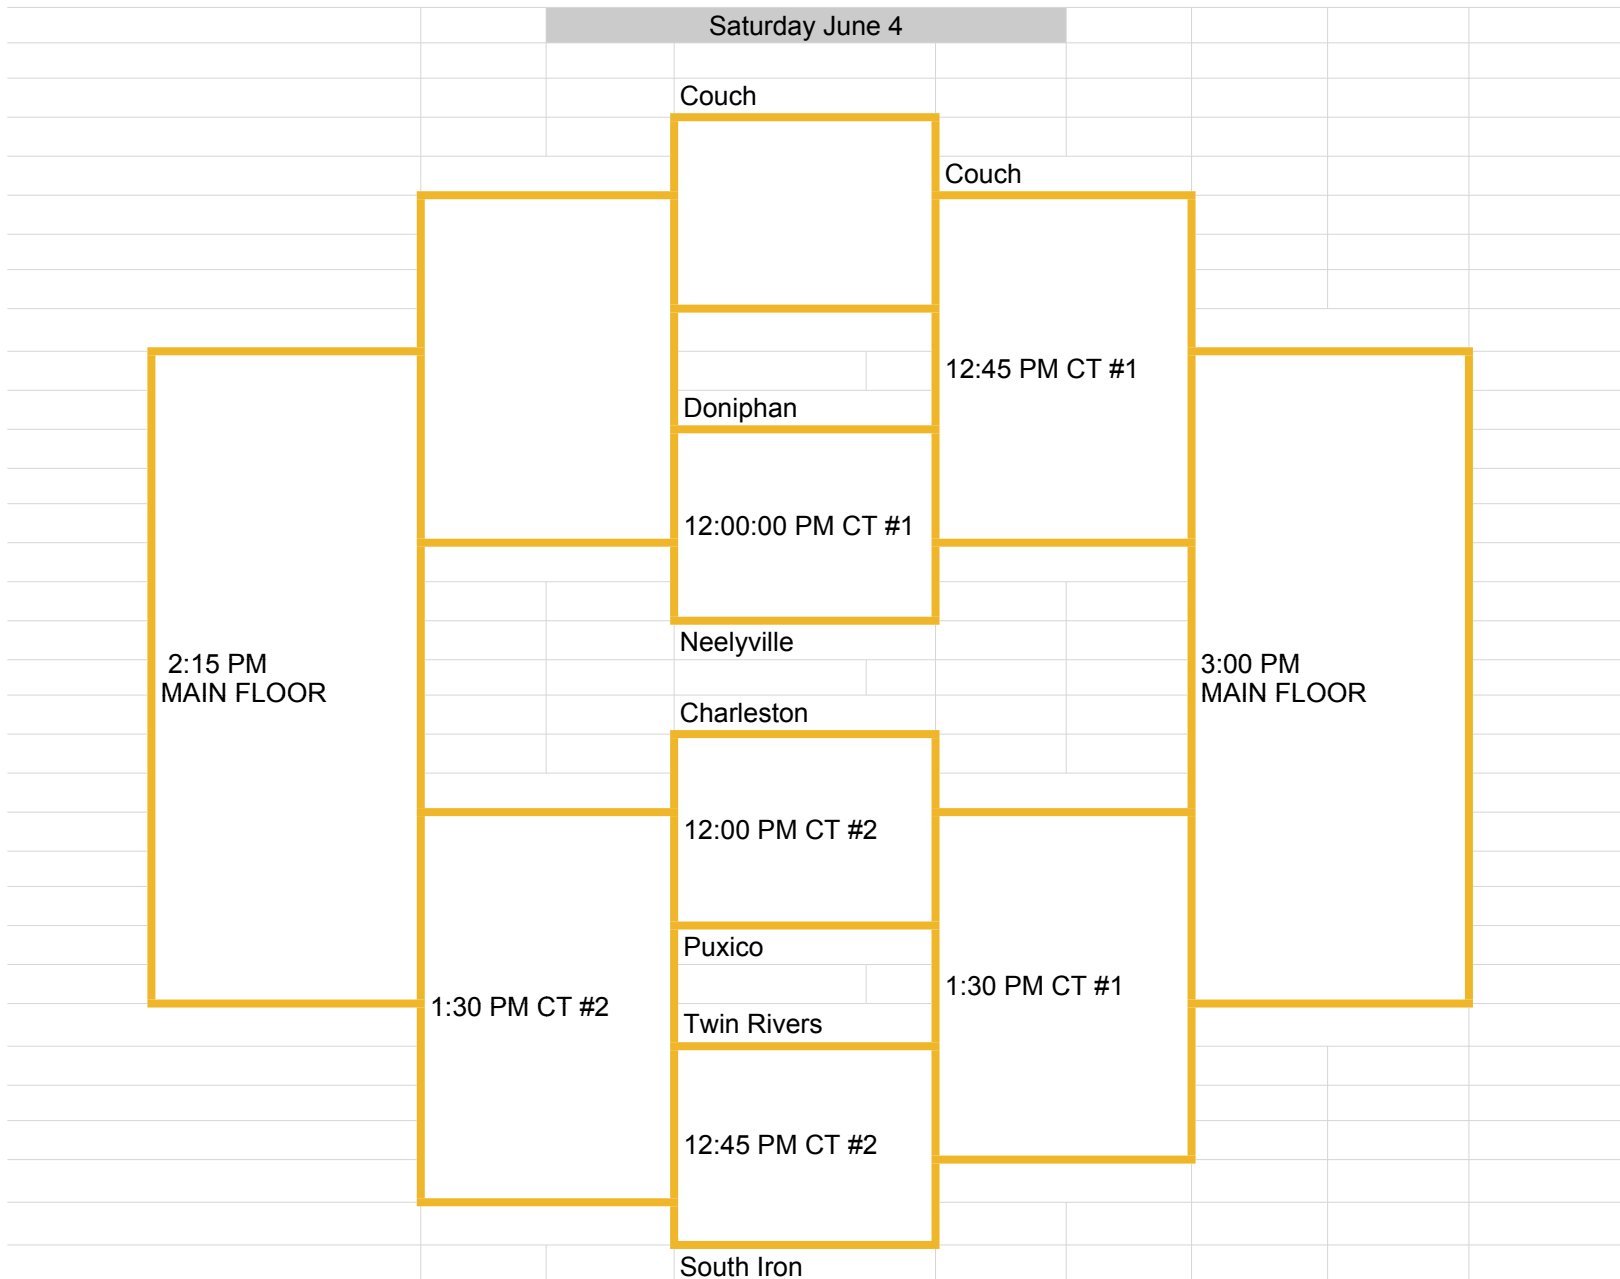 Saturday June 4
Couch
Couch
12:45 PM CT #1
Doniphan
12:00:00 PM CT #1
Neelyville
2:15 PM
MAIN FLOOR
3:00 PM
MAIN FLOOR
Charleston
12:00 PM CT #2
Puxico
1:30 PM CT #1
1:30 PM CT #2
Twin Rivers
12:45 PM CT #2
South Iron